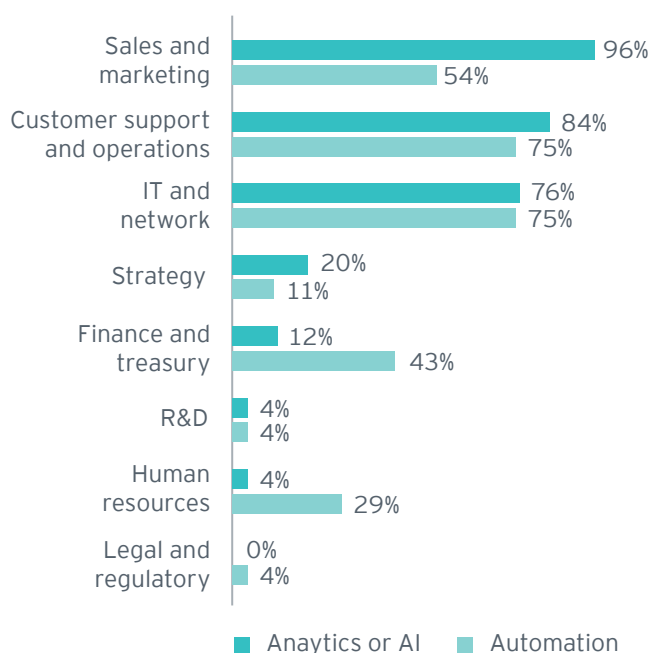 Sales and
marketing
96%
54%
Customer support
and operations
84%
75%
IT and
network
76%
75%
Strategy
20%
11%
Finance and
treasury
12%
43%
R&D
4%
4%
Human
resources
4%
29%
Legal and
regulatory
0%
4%
Anaytics or AI
Automation